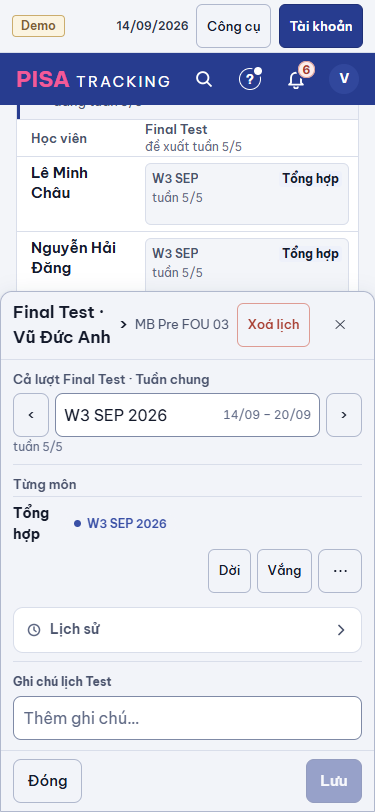 Demo
14/09/2026
Công cụ
Tài khoản
PISA TRACKING
?
6
V
Học viên
Final Test
đề xuất tuần 5/5
Lê Minh Châu
W3 SEP
Tổng hợp
tuần 5/5
Nguyễn Hải Đăng
W3 SEP
Tổng hợp
tuần 5/5
Final Test · Vũ Đức Anh
MB Pre FOU 03
Xoá lịch
Cả lượt Final Test · Tuần chung
W3 SEP 2026
14/09 – 20/09
tuần 5/5
Từng môn
Tổng hợp
W3 SEP 2026
Dời
Vắng
...
Lịch sử
Ghi chú lịch Test
Thêm ghi chú...
Đóng
Lưu